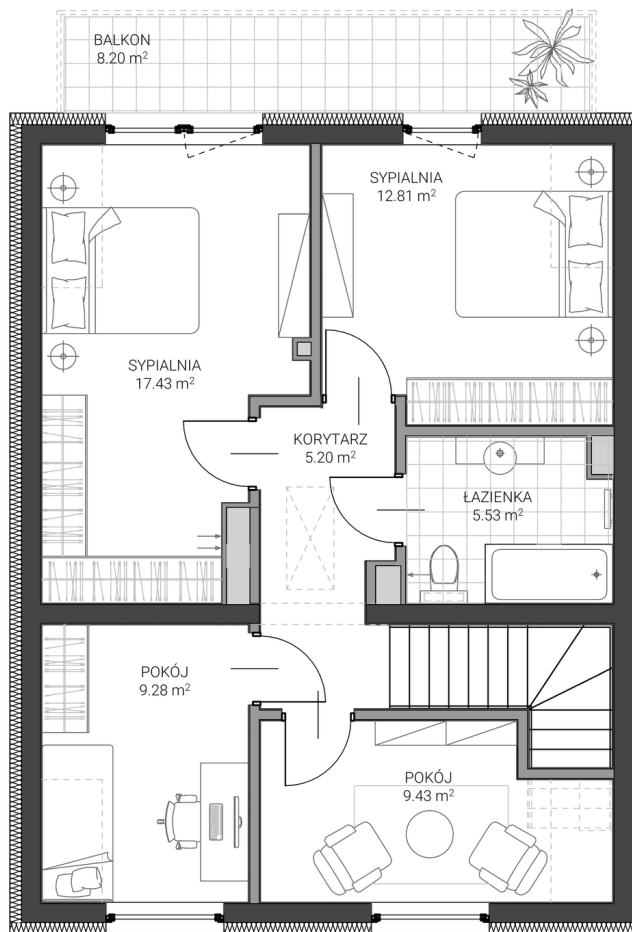 BALKON
8.20 m²
SYPIALNIA
12.81 m²
SYPIALNIA
17.43 m²
KORYTARZ
5.20 m²
ŁAZIENKA
5.53 m²
POKÓJ
9.28 m²
POKÓJ
9.43 m²